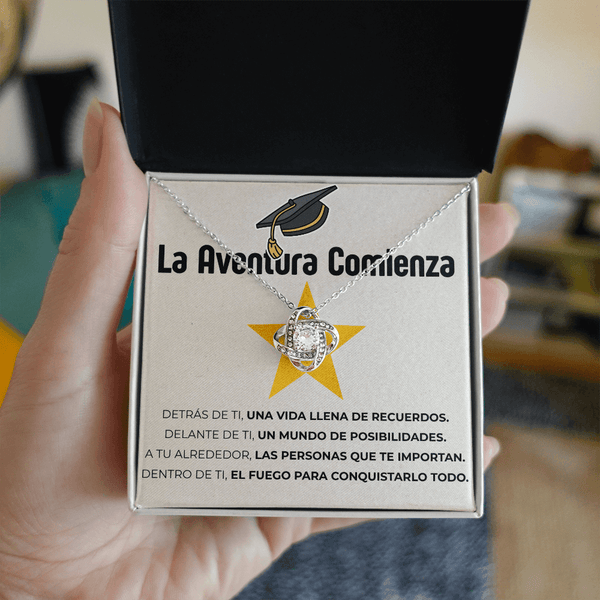 La Aventura Comienza
DETRÁS DE TI, UNA VIDA LLENA DE RECUERDOS.
DELANTE DE TI, UN MUNDO DE POSIBILIDADES.
A TU ALREDEDOR, LAS PERSONAS QUE TE IMPORTAN.
DENTRO DE TI, EL FUEGO PARA CONQUISTARLO TODO.